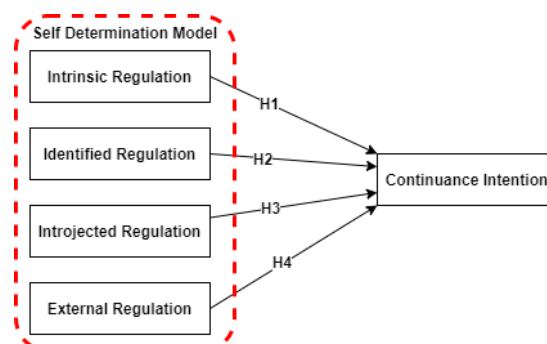 Self Determination Model
Intrinsic Regulation
H1
Identified Regulation
H2
Continuance Intention
Introjected Regulation
H3
H4
External Regulation